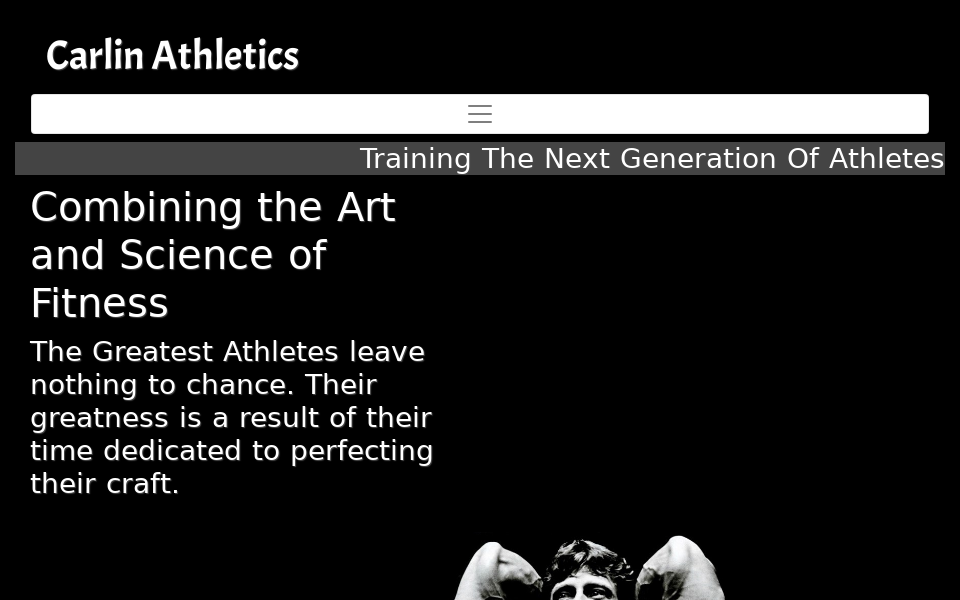 Carlin Athletics
Training The Next Generation Of Athletes
Combining the Art
and Science of
Fitness
The Greatest Athletes leave
nothing to chance. Their
greatness is a result of their
time dedicated to perfecting
their craft.